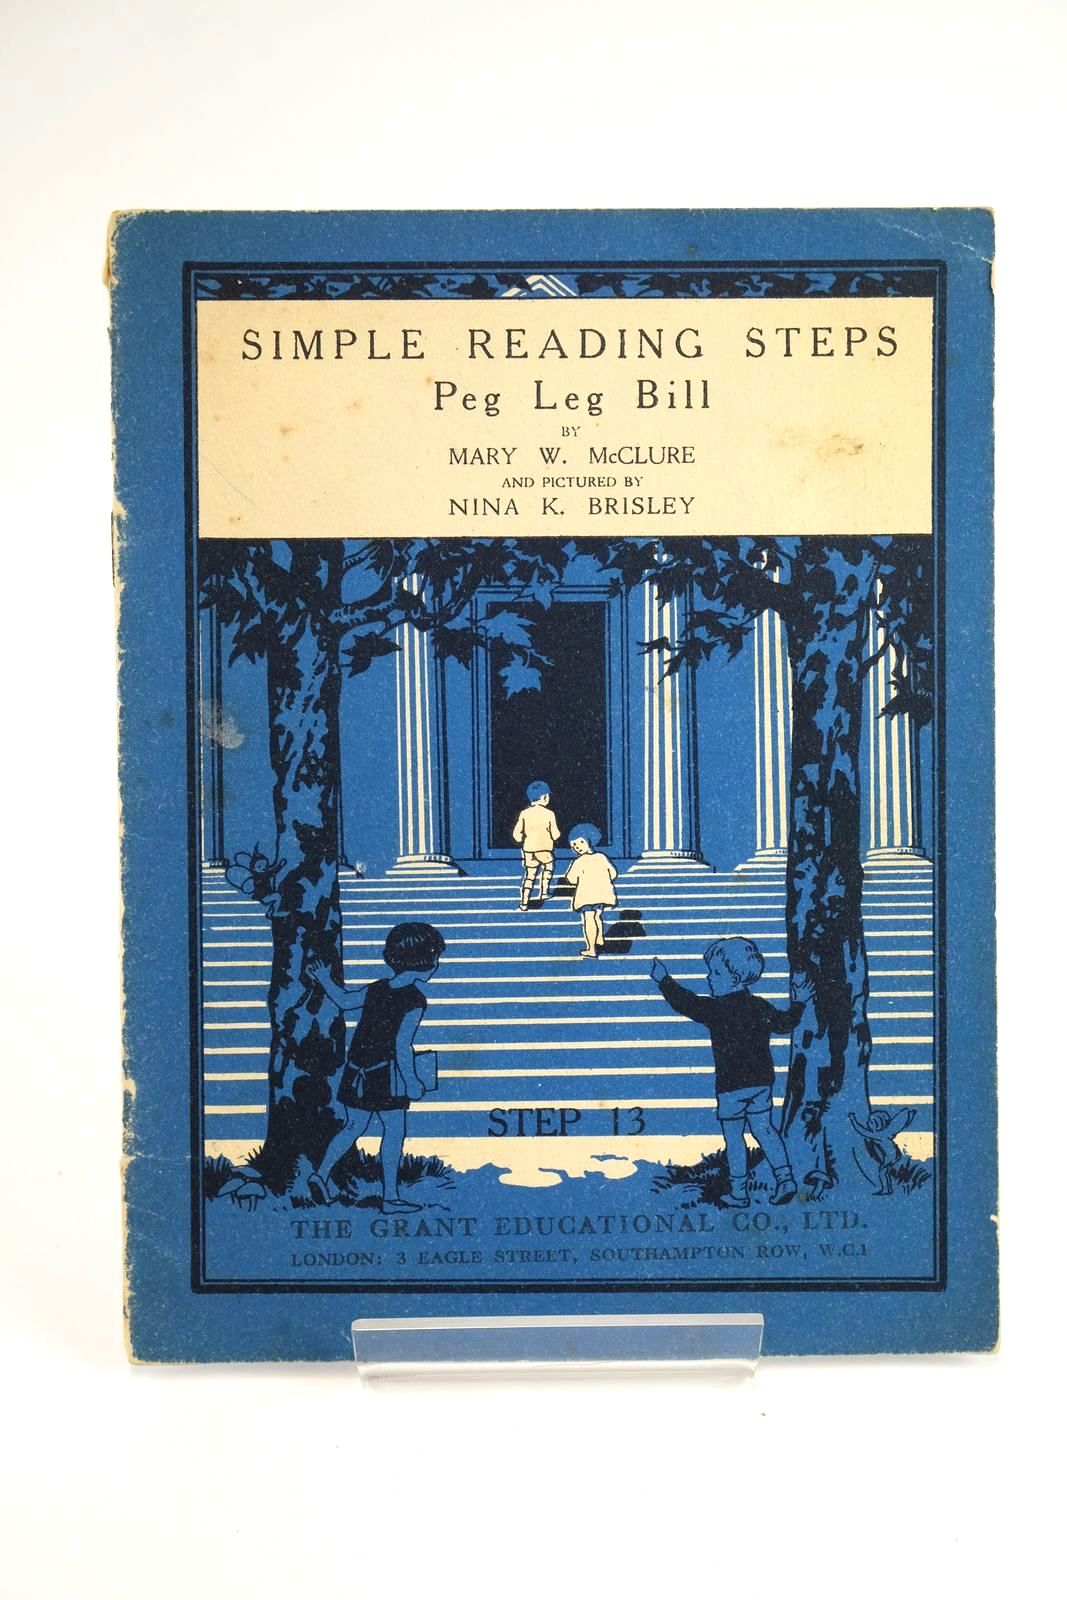 SIMPLE READING STEPS
Peg Leg Bill
BY
MARY W. McCLURE
AND PICTURED BY
NINA K. BRISLEY
STEP 13
THE GRANT EDUCATIONAL CO., LTD.
LONDON: 3 EAGLE STREET, SOUTHAMPTON ROW, W.C.1